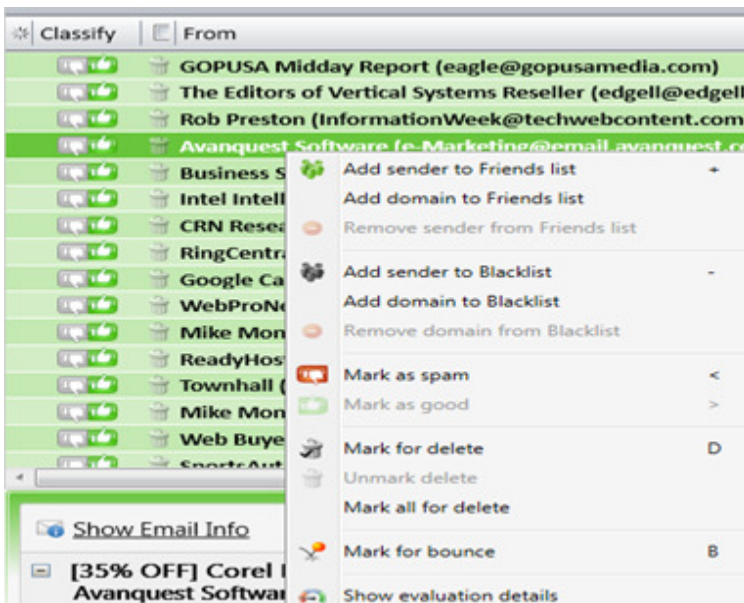 Classify From
GOPUSA Midday Report (eagle@gopusamedia.com)
The Editors of Vertical Systems Reseller (edgell@edgell
Rob Preston (InformationWeek@techwebcontent.com
Avanquest Software (e-Marketing@email.avanquest.c
Business S
Intel Intell
CRN Resea
RingCentr
Google Ca
WebProNe
Mike Mon
ReadyHos
Townhall (
Mike Mon
Web Buye
SportsAut
Add sender to Friends list +
Add domain to Friends list
Remove sender from Friends list
Add sender to Blacklist -
Add domain to Blacklist
Remove domain from Blacklist
Mark as spam <
Mark as good >
Mark for delete D
Unmark delete
Mark all for delete
Mark for bounce B
Show evaluation details
Show Email Info
[35% OFF] Corel
Avanquest Softwar